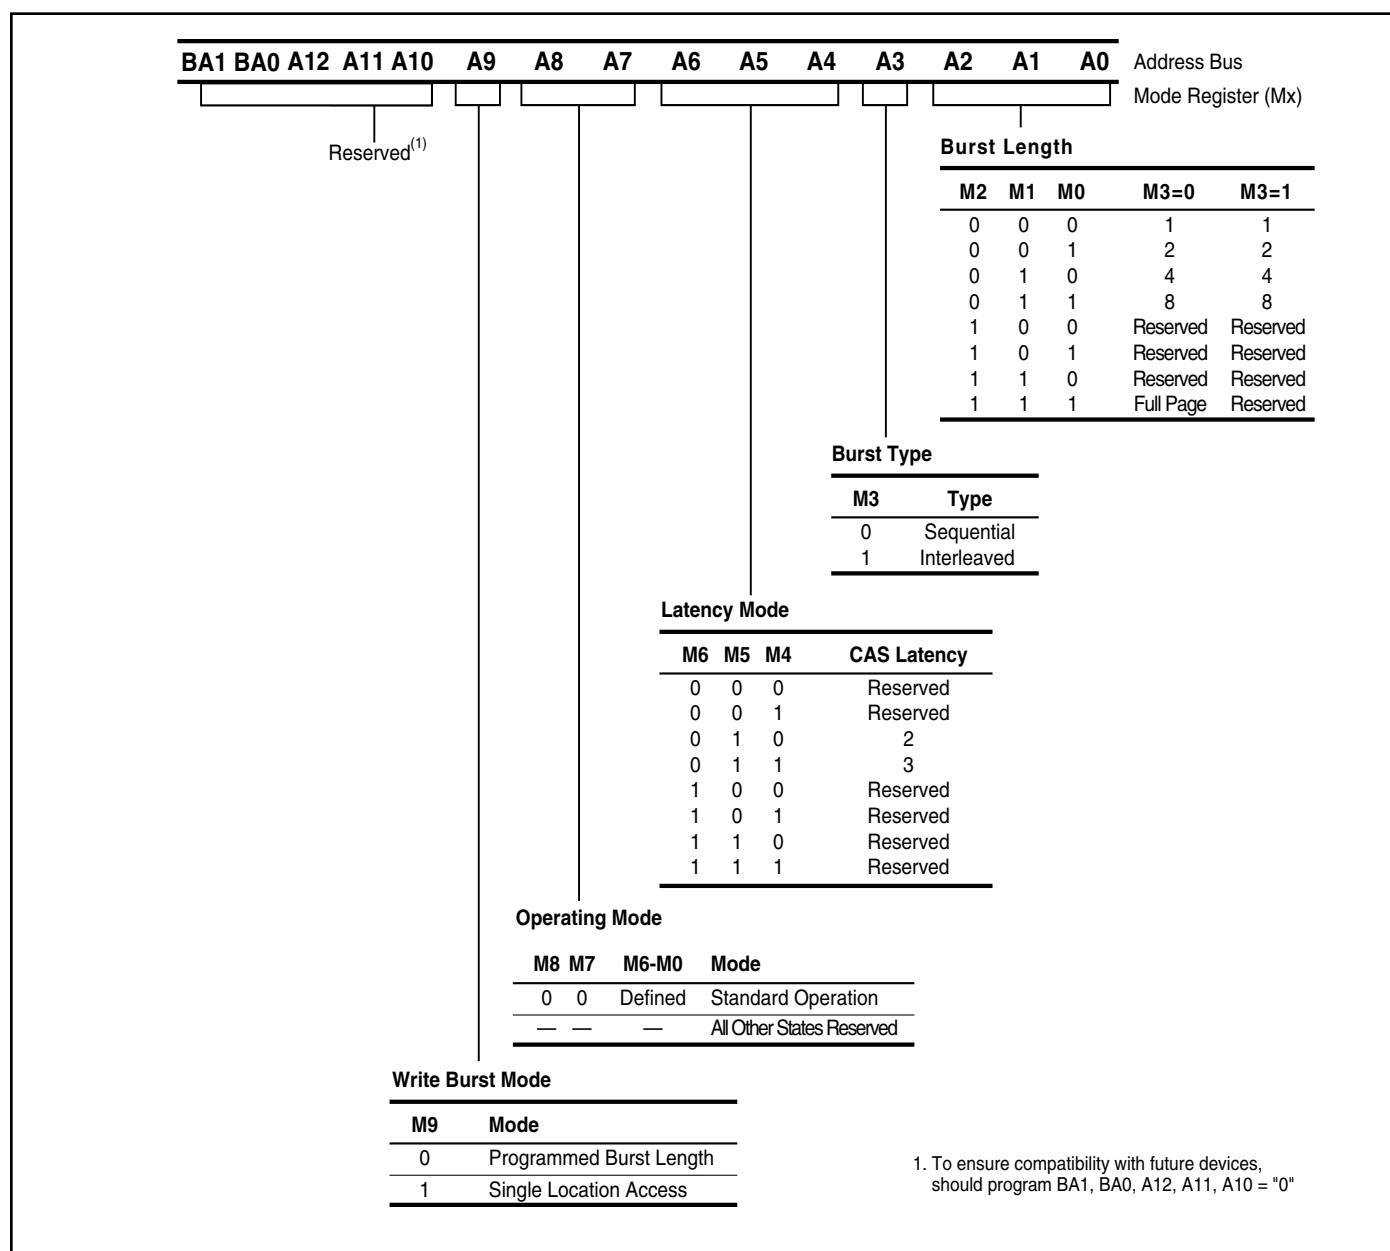 BA1 BA0 A12 A11 A10 A9 A8 A7 A6 A5 A4 A3 A2 A1 A0 Address Bus
Mode Register (Mx)
Reserved(1)
Burst Length
M2 M1 M0 M3=0 M3=1
0 0 0 1 1
0 0 1 2 2
0 1 0 4 4
0 1 1 8 8
1 0 0 Reserved Reserved
1 0 1 Reserved Reserved
1 1 0 Reserved Reserved
1 1 1 Full Page Reserved
Burst Type
M3 Type
0 Sequential
1 Interleaved
Latency Mode
M6 M5 M4 CAS Latency
0 0 0 Reserved
0 0 1 Reserved
0 1 0 2
0 1 1 3
1 0 0 Reserved
1 0 1 Reserved
1 1 0 Reserved
1 1 1 Reserved
Operating Mode
M8 M7 M6-M0 Mode
0 0 Defined Standard Operation
— — — All Other States Reserved
Write Burst Mode
M9 Mode
0 Programmed Burst Length
1 Single Location Access
1. To ensure compatibility with future devices,
should program BA1, BA0, A12, A11, A10 = "0"